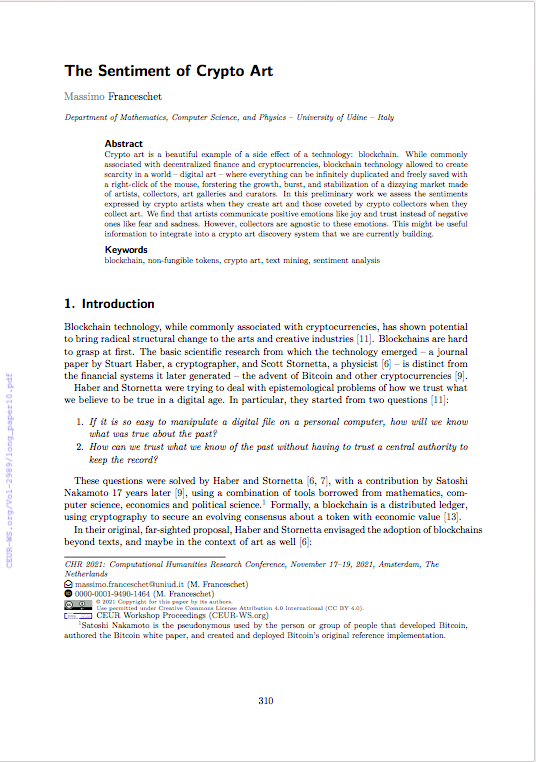 The Sentiment of Crypto Art
Massimo Franceschet
Department of Mathematics, Computer Science, and Physics – University of Udine – Italy
Abstract
Crypto art is a beautiful example of a side effect of a technology: blockchain. While commonly
associated with decentralized finance and cryptocurrencies, blockchain technology allowed to create
scarcity in a world – digital art – where everything can be infinitely duplicated and freely saved with
a right-click of the mouse, forstering the growth, burst, and stabilization of a dizzying market made
of artists, collectors, art galleries and curators. In this preliminary work we assess the sentiments
expressed by crypto artists when they create art and those coveted by crypto collectors when they
collect art. We find that artists communicate positive emotions like joy and trust instead of negative
ones like fear and sadness. However, collectors are agnostic to these emotions. This might be useful
information to integrate into a crypto art discovery system that we are currently building.
Keywords
blockchain, non-fungible tokens, crypto art, text mining, sentiment analysis
1. Introduction
Blockchain technology, while commonly associated with cryptocurrencies, has shown potential
to bring radical structural change to the arts and creative industries [11]. Blockchains are hard
to grasp at first. The basic scientific research from which the technology emerged – a journal
paper by Stuart Haber, a cryptographer, and Scott Stornetta, a physicist [6] – is distinct from
the financial systems it later generated – the advent of Bitcoin and other cryptocurrencies [9].
Haber and Stornetta were trying to deal with epistemological problems of how we trust what
we believe to be true in a digital age. In particular, they started from two questions [11]:
1. If it is so easy to manipulate a digital file on a personal computer, how will we know
what was true about the past?
2. How can we trust what we know of the past without having to trust a central authority to
keep the record?
These questions were solved by Haber and Stornetta [6, 7], with a contribution by Satoshi
Nakamoto 17 years later [9], using a combination of tools borrowed from mathematics, com-
puter science, economics and political science.1 Formally, a blockchain is a distributed ledger,
using cryptography to secure an evolving consensus about a token with economic value [13].
In their original, far-sighted proposal, Haber and Stornetta envisaged the adoption of blockchains
beyond texts, and maybe in the context of art as well [6]:
CHR 2021: Computational Humanities Research Conference, November 17–19, 2021, Amsterdam, The
Netherlands
massimo.franceschet@uniud.it (M. Franceschet)
0000-0001-9490-1464 (M. Franceschet)
© 2021 Copyright for this paper by its authors.
Use permitted under Creative Commons License Attribution 4.0 International (CC BY 4.0).
CEUR Workshop Proceedings (CEUR-WS.org)
1Satoshi Nakamoto is the pseudonymous used by the person or group of people that developed Bitcoin,
authored the Bitcoin white paper, and created and deployed Bitcoin's original reference implementation.
310
CEUR-WS.org/Vol-2989/long_paper10.pdf